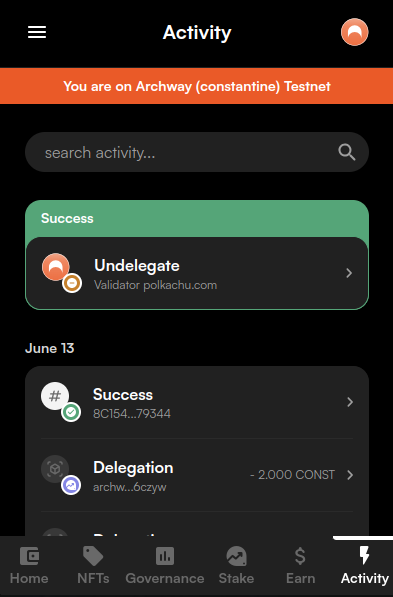 Activity
You are on Archway (constantine) Testnet
search activity...
Success
Undelegate
Validator polkachu.com
June 13
Success
8C154...79344
Delegation
- 2.000 CONST
archw...6czyw
Home NFTs Governance Stake Earn Activity